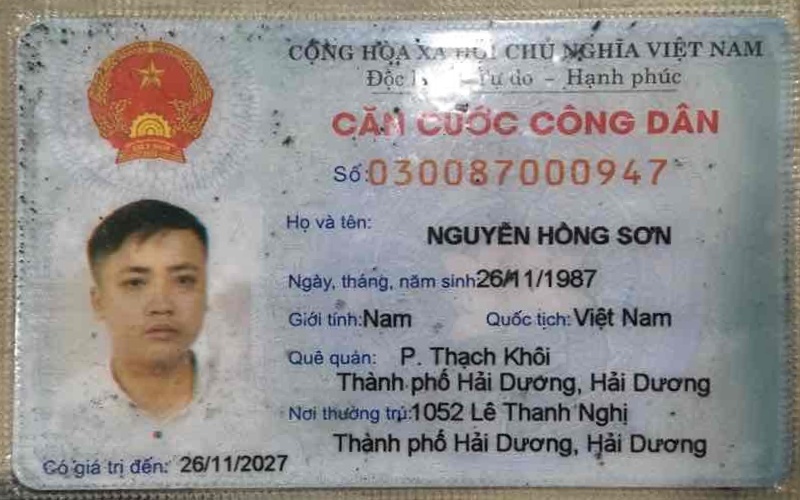 CỘNG HÒA XÃ HỘI CHỦ NGHĨA VIỆT NAM
Tự do - Hạnh phúc
CĂN CƯỚC CÔNG DÂN
Số: 030087000947
Họ và tên:
NGUYỄN HỒNG SƠN
Ngày, tháng, năm sinh: 26/11/1987
Giới tính: Nam Quốc tịch: Việt Nam
Quê quán: P. Thạch Khôi
Thành phố Hải Dương, Hải Dương
Nơi thường trú: 1052 Lê Thanh Nghị
Thành phố Hải Dương, Hải Dương
Có giá trị đến: 26/11/2027